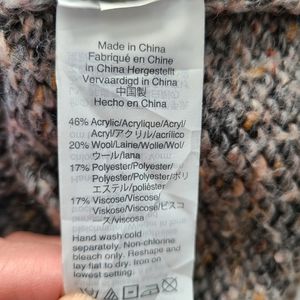 Made in China
Fabriqué en Chine
In China Hergestellt
Vervaardigd in China
中国製
Hecho en China
46% Acrylic/Acrylique/Acryl/
Acryl/アクリル/acrílico
20% Wool/Laine/Wolle/Wol/
ウール/lana
17% Polyester/Polyester/
Polyester/Polyester/ポリ
エステル/poliéster
17% Viscose/Viscose/
Viskose/Viscose/ビスコ
ース/viscosa
Hand wash cold
separately. Non-chlorine
bleach only. Reshape and
lay flat to dry. Iron on
lowest setting.